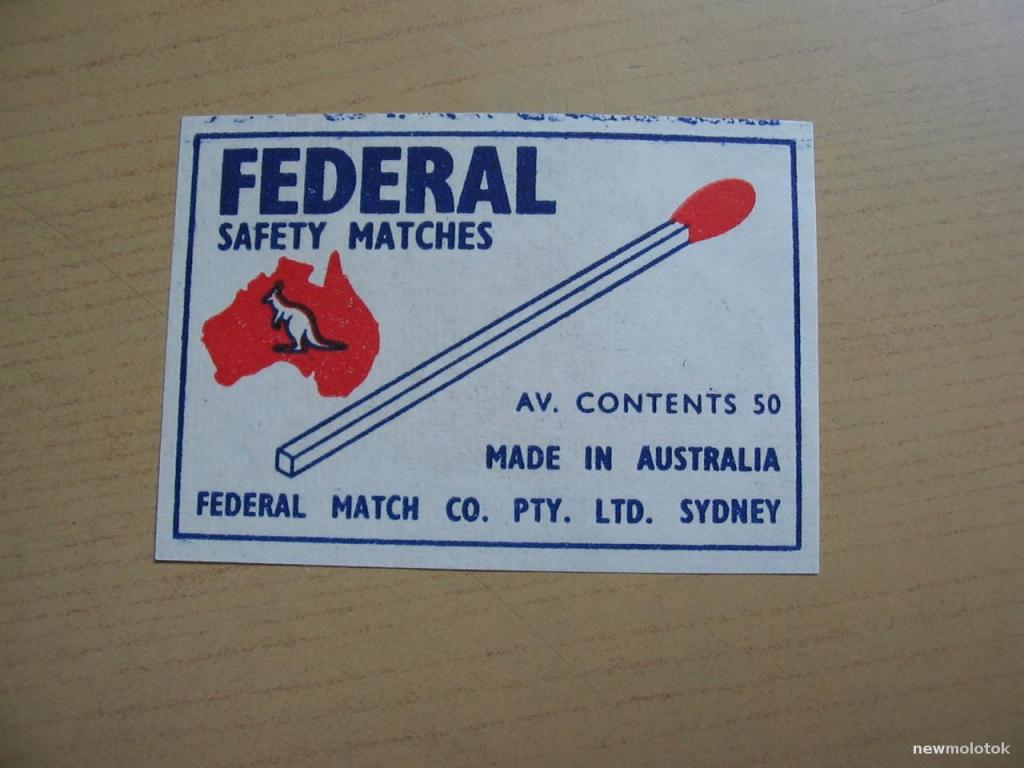 FEDERAL
SAFETY MATCHES
AV. CONTENTS 50
MADE IN AUSTRALIA
FEDERAL MATCH CO. PTY. LTD. SYDNEY
newmolotok